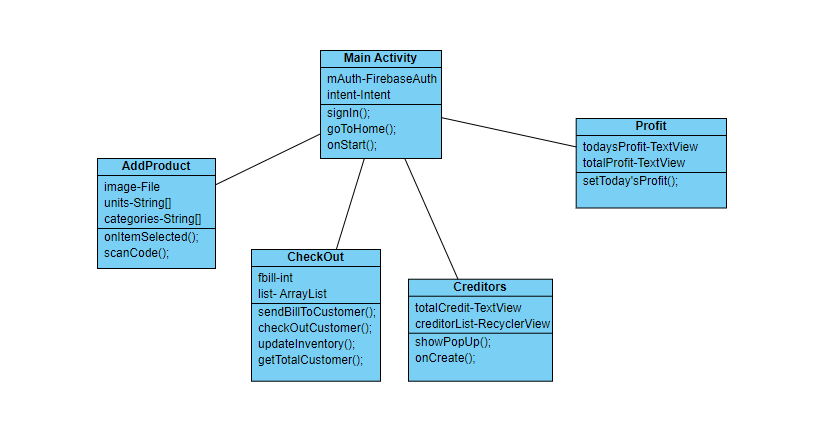 Main Activity
mAuth-FirebaseAuth
intent-Intent
signIn();
goToHome();
onStart();
Profit
todaysProfit-TextView
totalProfit-TextView
setToday'sProfit();
AddProduct
image-File
units-String[]
categories-String[]
onItemSelected();
scanCode();
CheckOut
fbill-int
list- ArrayList
sendBillToCustomer();
checkOutCustomer();
updateInventory();
getTotalCustomer();
Creditors
totalCredit-TextView
creditorList-RecyclerView
showPopUp();
onCreate();